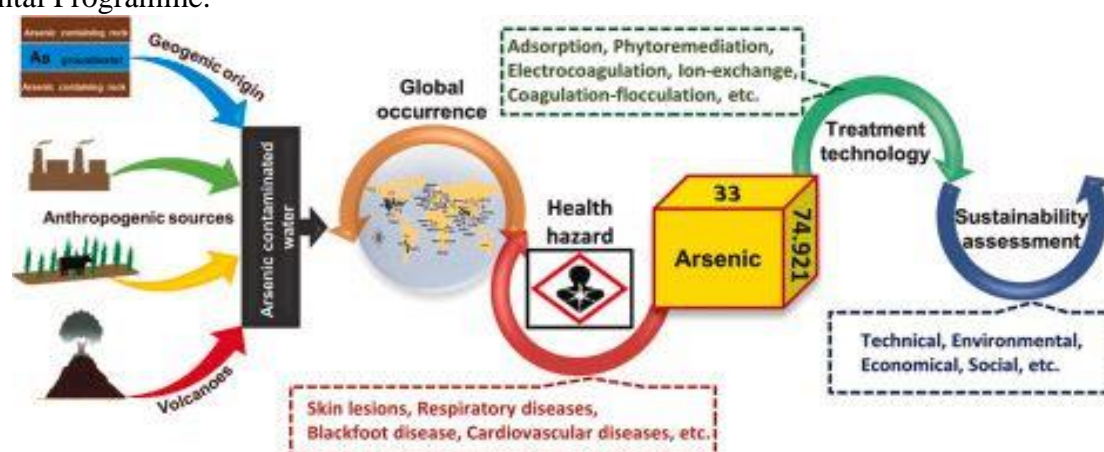 ntal Programme.
Arsenic containing rock
As groundwater
Arsenic containing rock
Geogenic origin
Anthropogenic sources
Volcanoes
Arsenic contaminated
water
Global
occurrence
Health
hazard
Skin lesions, Respiratory diseases,
Blackfoot disease, Cardiovascular diseases, etc.
33
Arsenic
74.921
Adsorption, Phytoremediation,
Electrocoagulation, Ion-exchange,
Coagulation-flocculation, etc.
Treatment
technology
Sustainability
assessment
Technical, Environmental,
Economical, Social, etc.